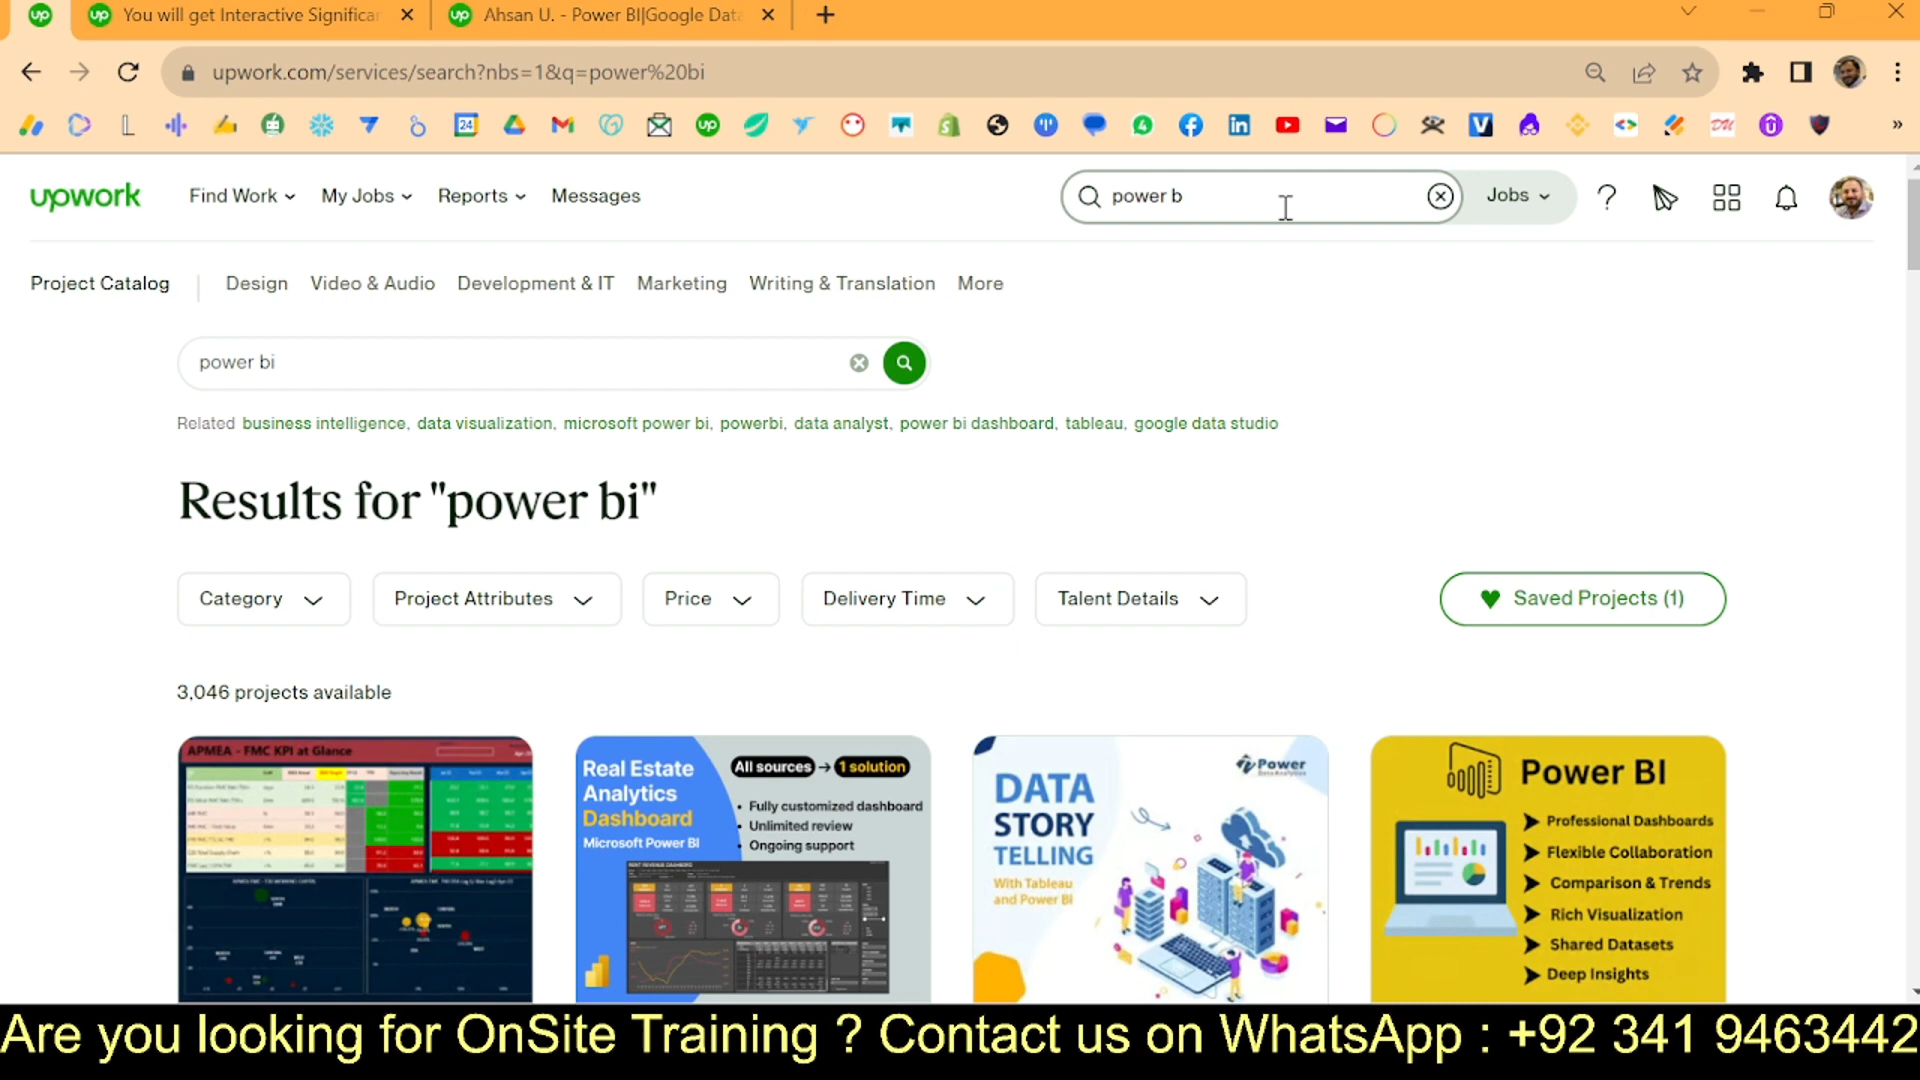 You will get Interactive Significa
Ahsan U. - Power BI|Google Dat
upwork.com/services/search?nbs=1&q=power%20bi
upwork
Find Work
My Jobs
Reports
Messages
power b
Jobs
Project Catalog
Design
Video & Audio
Development & IT
Marketing
Writing & Translation
More
power bi
Related business intelligence, data visualization, microsoft power bi, powerbi, data analyst, power bi dashboard, tableau, google data studio
Results for "power bi"
Category
Project Attributes
Price
Delivery Time
Talent Details
Saved Projects (1)
3,046 projects available
APMEA - FMC KPI at Glance
Real Estate
Analytics
Dashboard
Microsoft Power BI
All sources → 1 solution
• Fully customized dashboard
• Unlimited review
• Ongoing support
Power
DATA
STORY
TELLING
With Tableau
and Power BI
Power BI
Professional Dashboards
Flexible Collaboration
Comparison & Trends
Rich Visualization
Shared Datasets
Deep Insights
Are you looking for OnSite Training ? Contact us on WhatsApp : +92 341 9463442